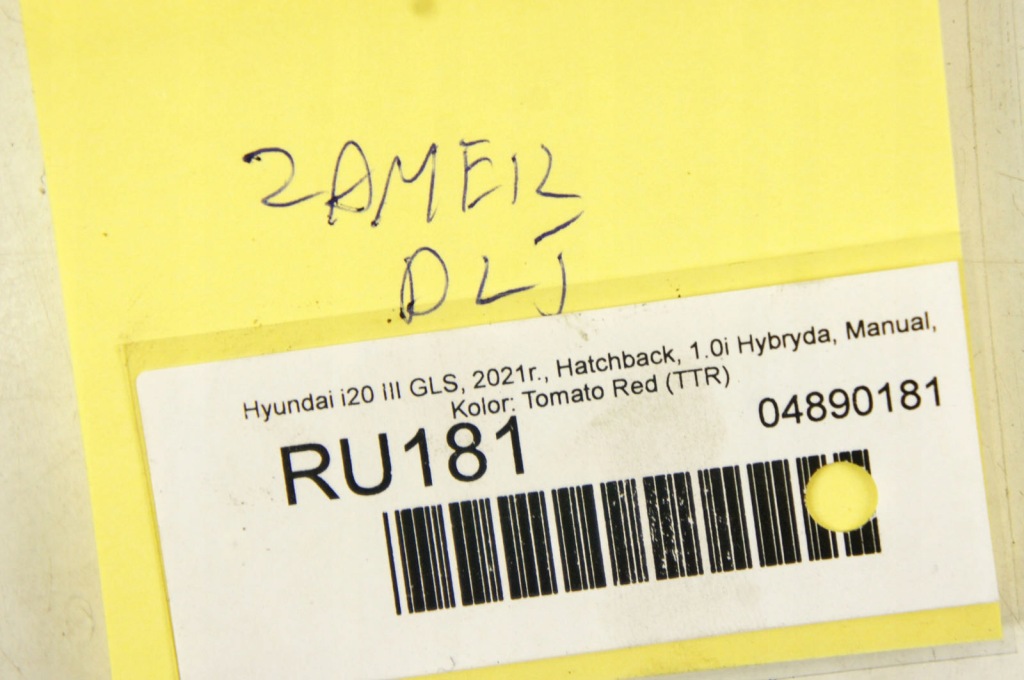 ZAMEK
DLJ
Hyundai i20 III GLS, 2021r., Hatchback, 1.0i Hybryda, Manual,
Kolor: Tomato Red (TTR)
04890181
RU181